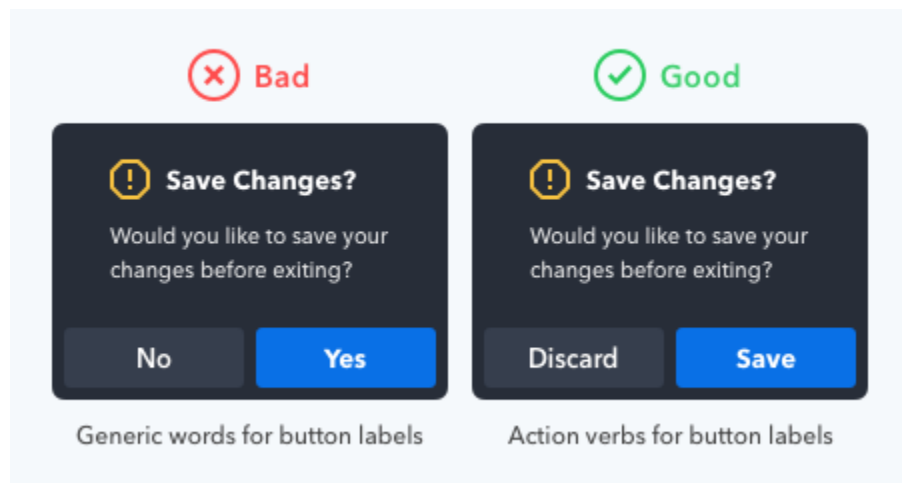 Bad
Save Changes?
Would you like to save your
changes before exiting?
No
Yes
Generic words for button labels
Good
Save Changes?
Would you like to save your
changes before exiting?
Discard
Save
Action verbs for button labels